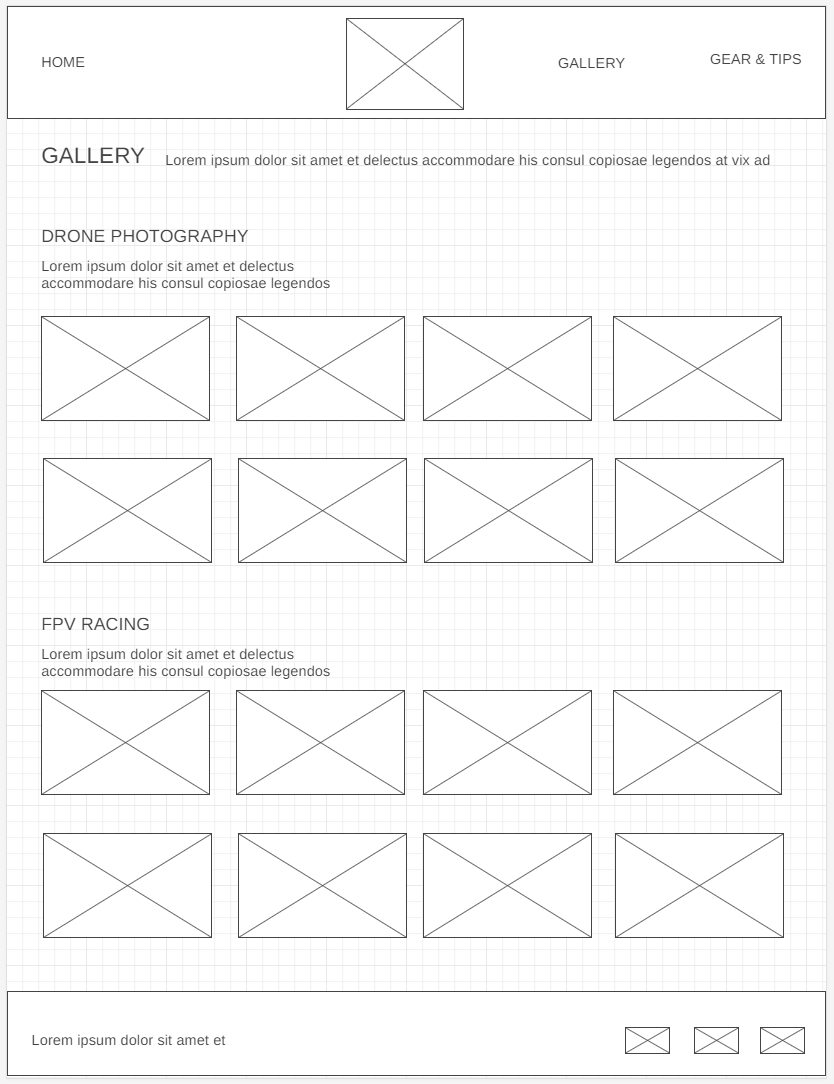 HOME
GALLERY
GEAR & TIPS
GALLERY
Lorem ipsum dolor sit amet et delectus accommodare his consul copiosae legendos at vix ad
DRONE PHOTOGRAPHY
Lorem ipsum dolor sit amet et delectus
accommodare his consul copiosae legendos
FPV RACING
Lorem ipsum dolor sit amet et delectus
accommodare his consul copiosae legendos
Lorem ipsum dolor sit amet et